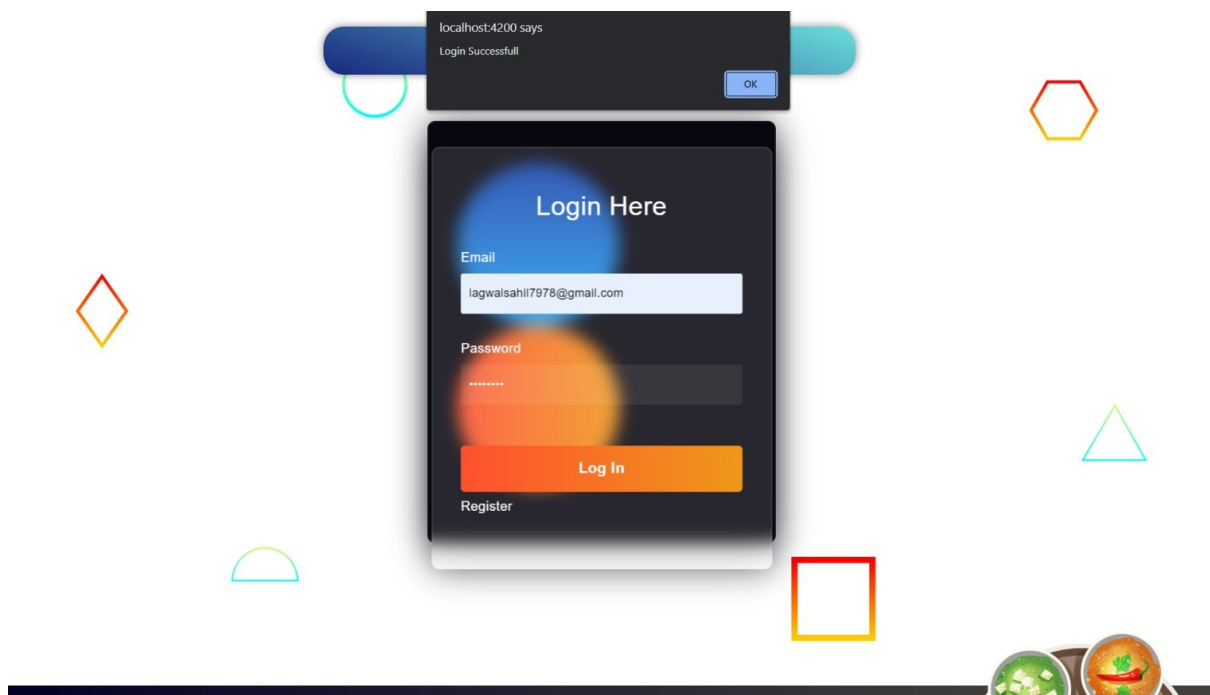 localhost:4200 says
Login Successfull
OK
Login Here
Email
lagwalsahil7978@gmail.com
Password
••••••••
Log In
Register